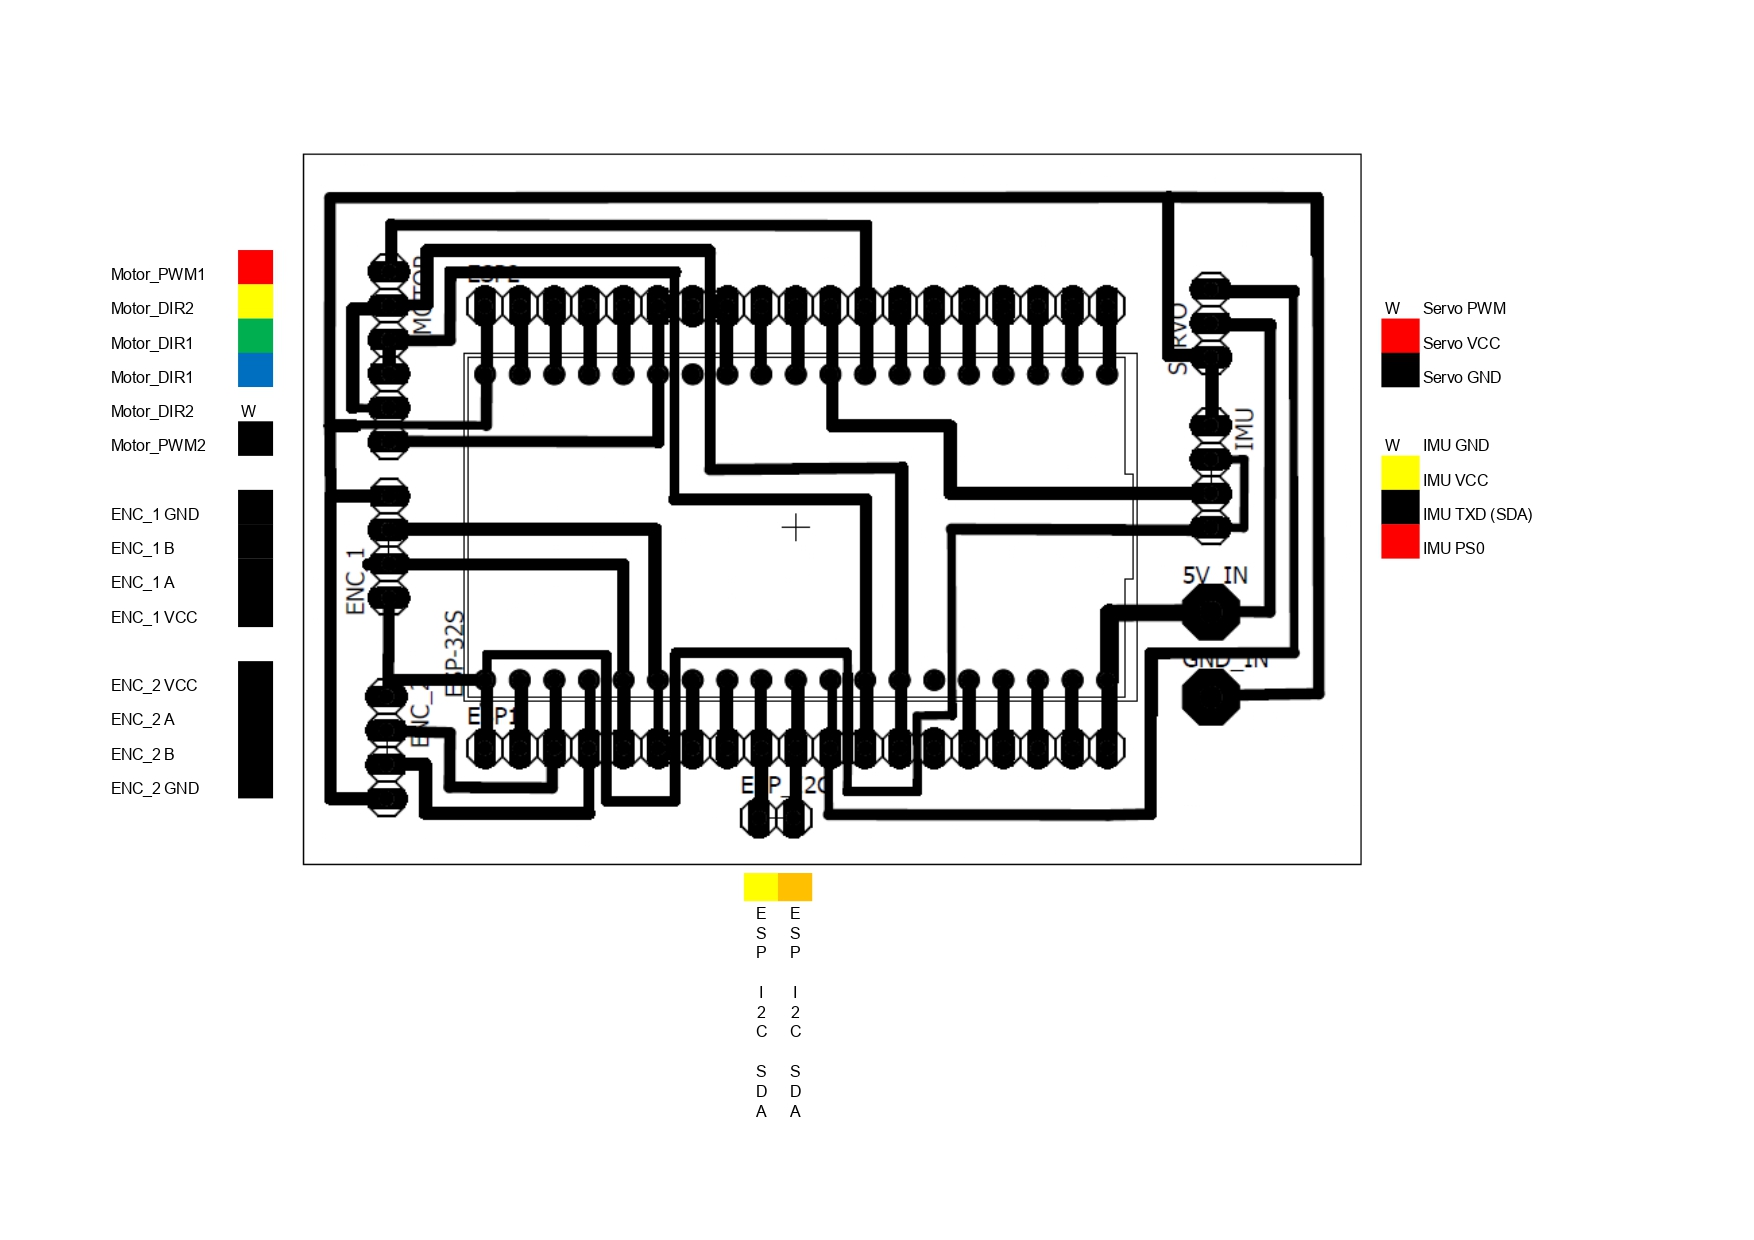 Motor_PWM1
Motor_DIR2
Motor_DIR1
Motor_DIR1
Motor_DIR2 W
Motor_PWM2
ENC_1 GND
ENC_1 B
ENC_1 A
ENC_1 VCC
ENC_2 VCC
ENC_2 A
ENC_2 B
ENC_2 GND
MOTOR
ESP2
ENC_1
ESP-32S
ENC_2
ESP1
ESP_I2C
SERVO
IMU
5V_IN
GND_IN
W Servo PWM
Servo VCC
Servo GND
W IMU GND
IMU VCC
IMU TXD (SDA)
IMU PS0
ESP I2C SDA
ESP I2C SDA